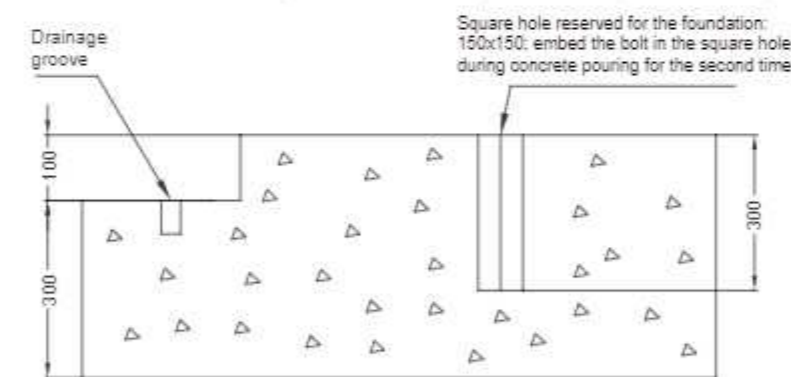 Drainage
groove
Square hole reserved for the foundation:
150x150: embed the bolt in the square hole
during concrete pouring for the second time
100
300
300